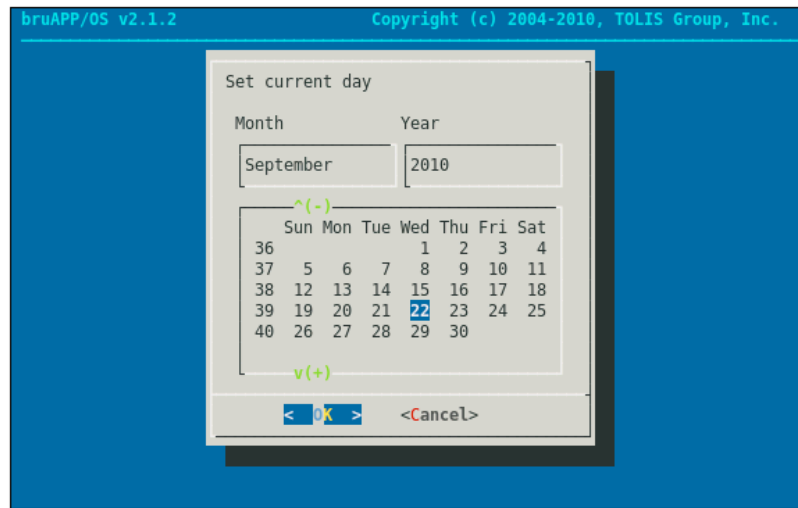 bruAPP/OS v2.1.2 Copyright (c) 2004-2010, TOLIS Group, Inc.
Set current day
Month Year
September 2010
^(-)
Sun Mon Tue Wed Thu Fri Sat
36 1 2 3 4
37 5 6 7 8 9 10 11
38 12 13 14 15 16 17 18
39 19 20 21 22 23 24 25
40 26 27 28 29 30
v(+)
< OK > <Cancel>